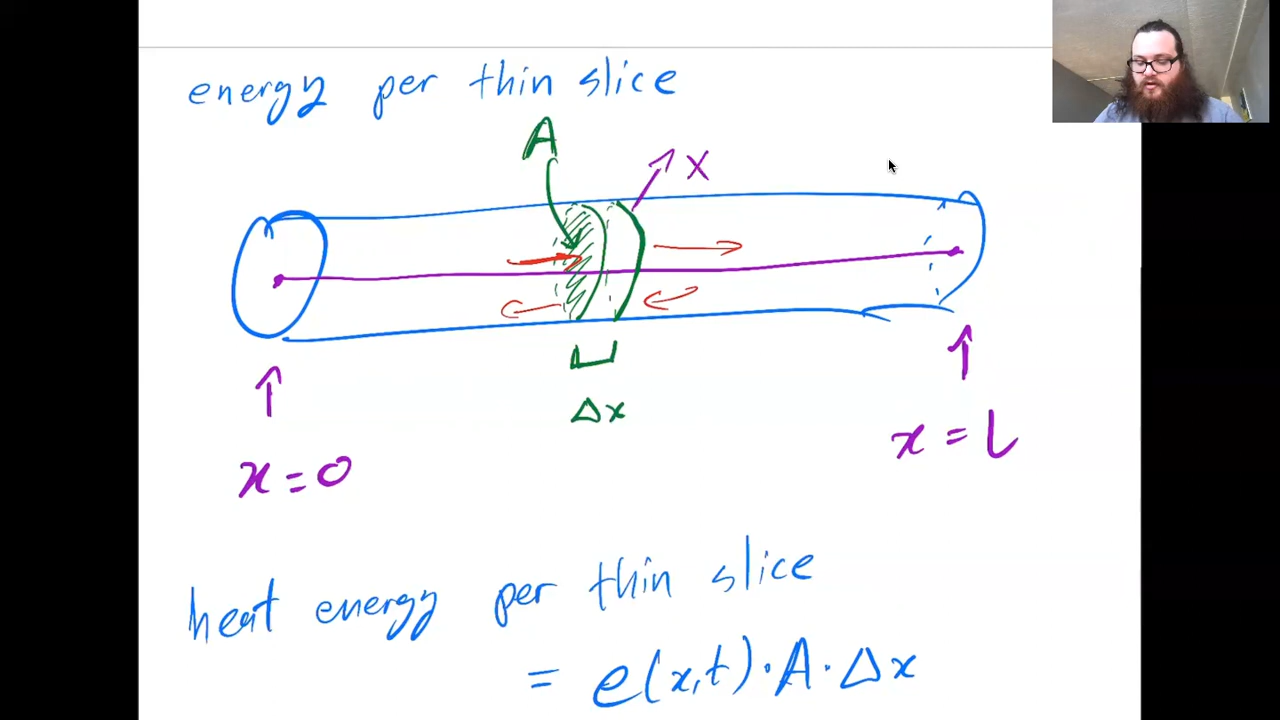 energy per thin slice
A
x
Δx
x = 0
x = L
heat energy per thin slice
= e(x,t) · A · Δx